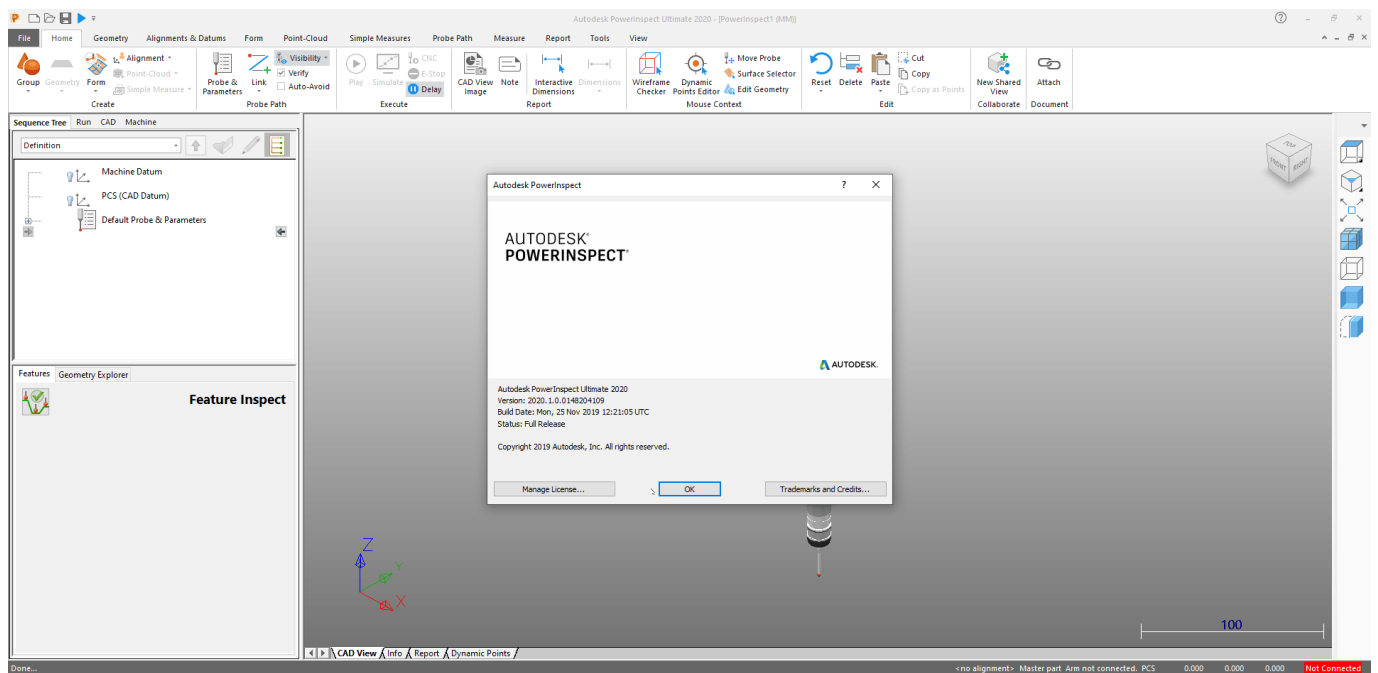 Autodesk PowerInspect Ultimate 2020 - [PowerInspect1 (MM)]
File Home Geometry Alignments & Datums Form Point-Cloud Simple Measures Probe Path Measure Report Tools View
Group
Geometry
Form
Alignment
Point-Cloud
Simple Measure
Create
Probe & Parameters
Link
Visibility
Verify
Auto-Avoid
Probe Path
Play
Simulate
CNC
E-Stop
Delay
Execute
CAD View Image
Note
Interactive Dimensions
Dimensions
Report
Wireframe Checker
Dynamic Points Editor
Move Probe
Surface Selector
Edit Geometry
Mouse Context
Reset
Delete
Paste
Cut
Copy
Copy as Points
Edit
New Shared View
Collaborate
Attach
Document
Sequence Tree Run CAD Machine
Definition
Machine Datum
PCS (CAD Datum)
Default Probe & Parameters
Features Geometry Explorer
Feature Inspect
TOP
FRONT RIGHT
Autodesk PowerInspect
AUTODESK®
POWERINSPECT®
AUTODESK.
Autodesk PowerInspect Ultimate 2020
Version: 2020.1.0.0148204109
Build Date: Mon, 25 Nov 2019 12:21:05 UTC
Status: Full Release
Copyright 2019 Autodesk, Inc. All rights reserved.
Manage License... OK Trademarks and Credits...
Z
Y
X
100
CAD View Info Report Dynamic Points
Done... <no alignment> Master part Arm not connected. PCS 0.000 0.000 0.000 Not Connected